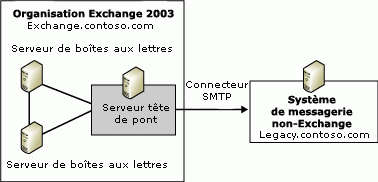 Organisation Exchange 2003
Exchange.contoso.com
Serveur de boîtes aux lettres
Serveur tête
de pont
Serveur de boîtes aux lettres
Connecteur
SMTP
Système
de messagerie
non-Exchange
Legacy.contoso.com